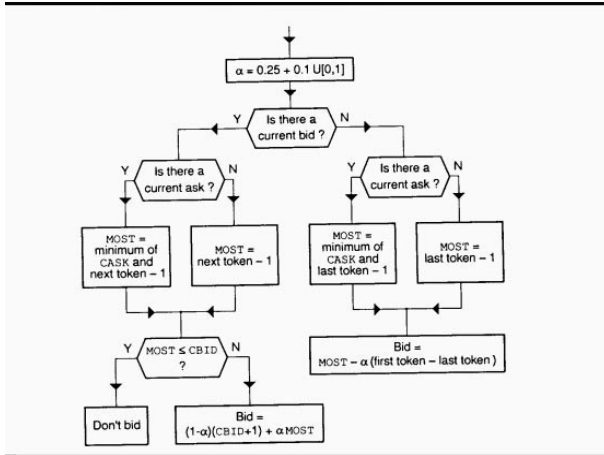 α = 0.25 + 0.1 U[0,1]
Y
Is there a
current bid ?
N
Y
Is there a
current ask ?
N
Y
Is there a
current ask ?
N
MOST =
minimum of
CASK and
next token – 1
MOST =
next token – 1
MOST =
minimum of
CASK and
last token – 1
MOST =
last token – 1
Y
MOST ≤ CBID
?
N
Bid =
MOST – α (first token – last token )
Don't bid
Bid =
(1-α)(CBID+1) + α MOST